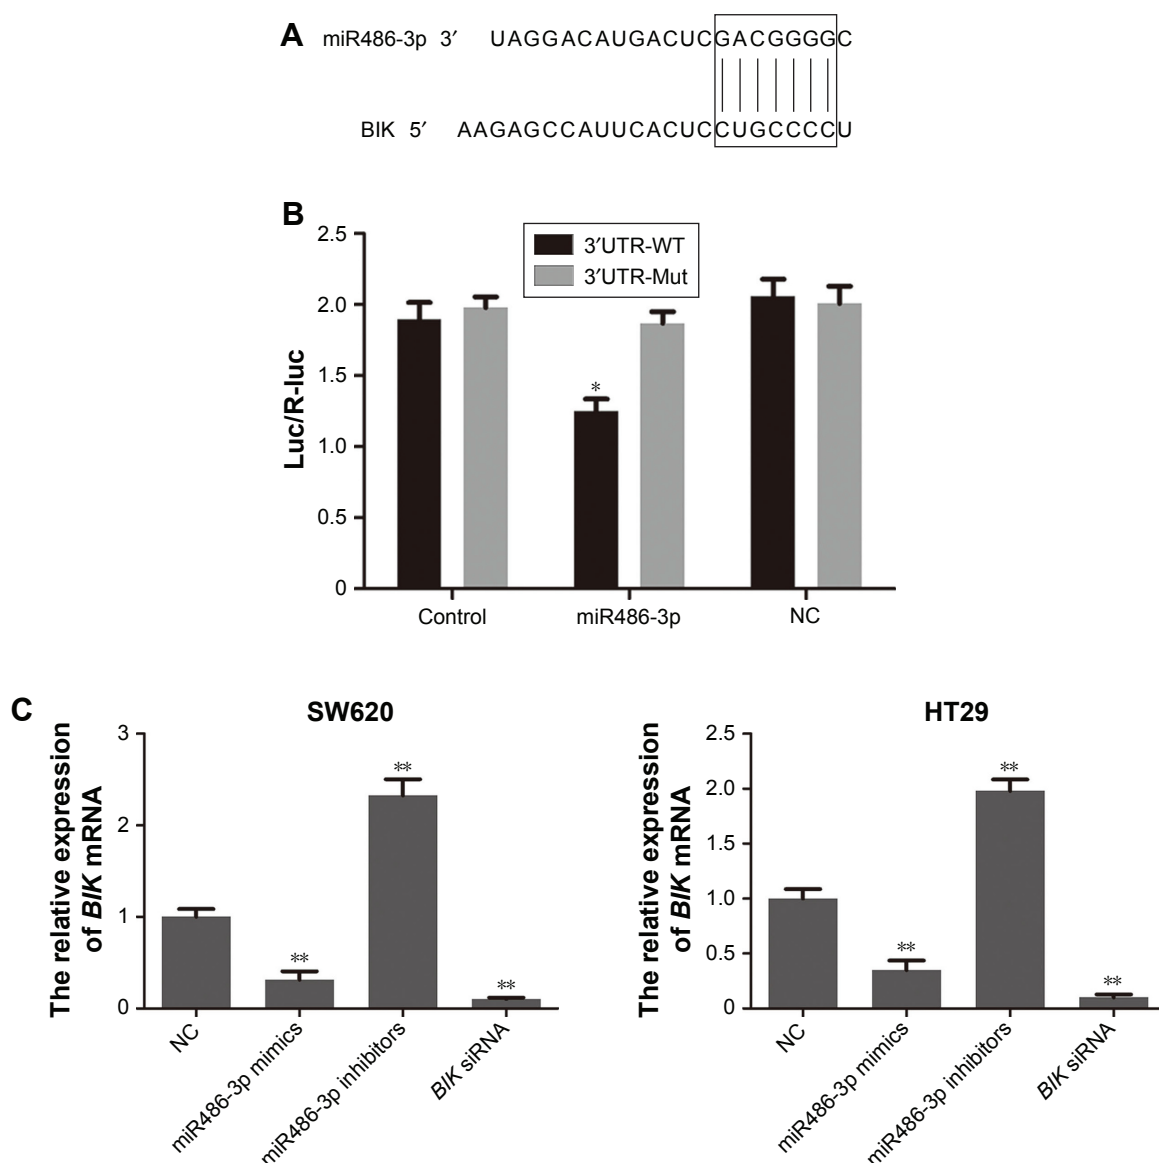 A miR486-3p 3′ UAGGACAUGACUCGACGGGGC
BIK 5′ AAGAGCCAUUCACUCCUGCCCCU
B
2.5
2.0
1.5
1.0
0.5
0
Luc/R-luc
3′UTR-WT
3′UTR-Mut
*
Control miR486-3p NC
C
SW620
The relative expression
of BIK mRNA
3
2
1
0
**
**
**
NC
miR486-3p mimics
miR486-3p inhibitors
BIK siRNA
HT29
The relative expression
of BIK mRNA
2.5
2.0
1.5
1.0
0.5
0
**
**
**
NC
miR486-3p mimics
miR486-3p inhibitors
BIK siRNA